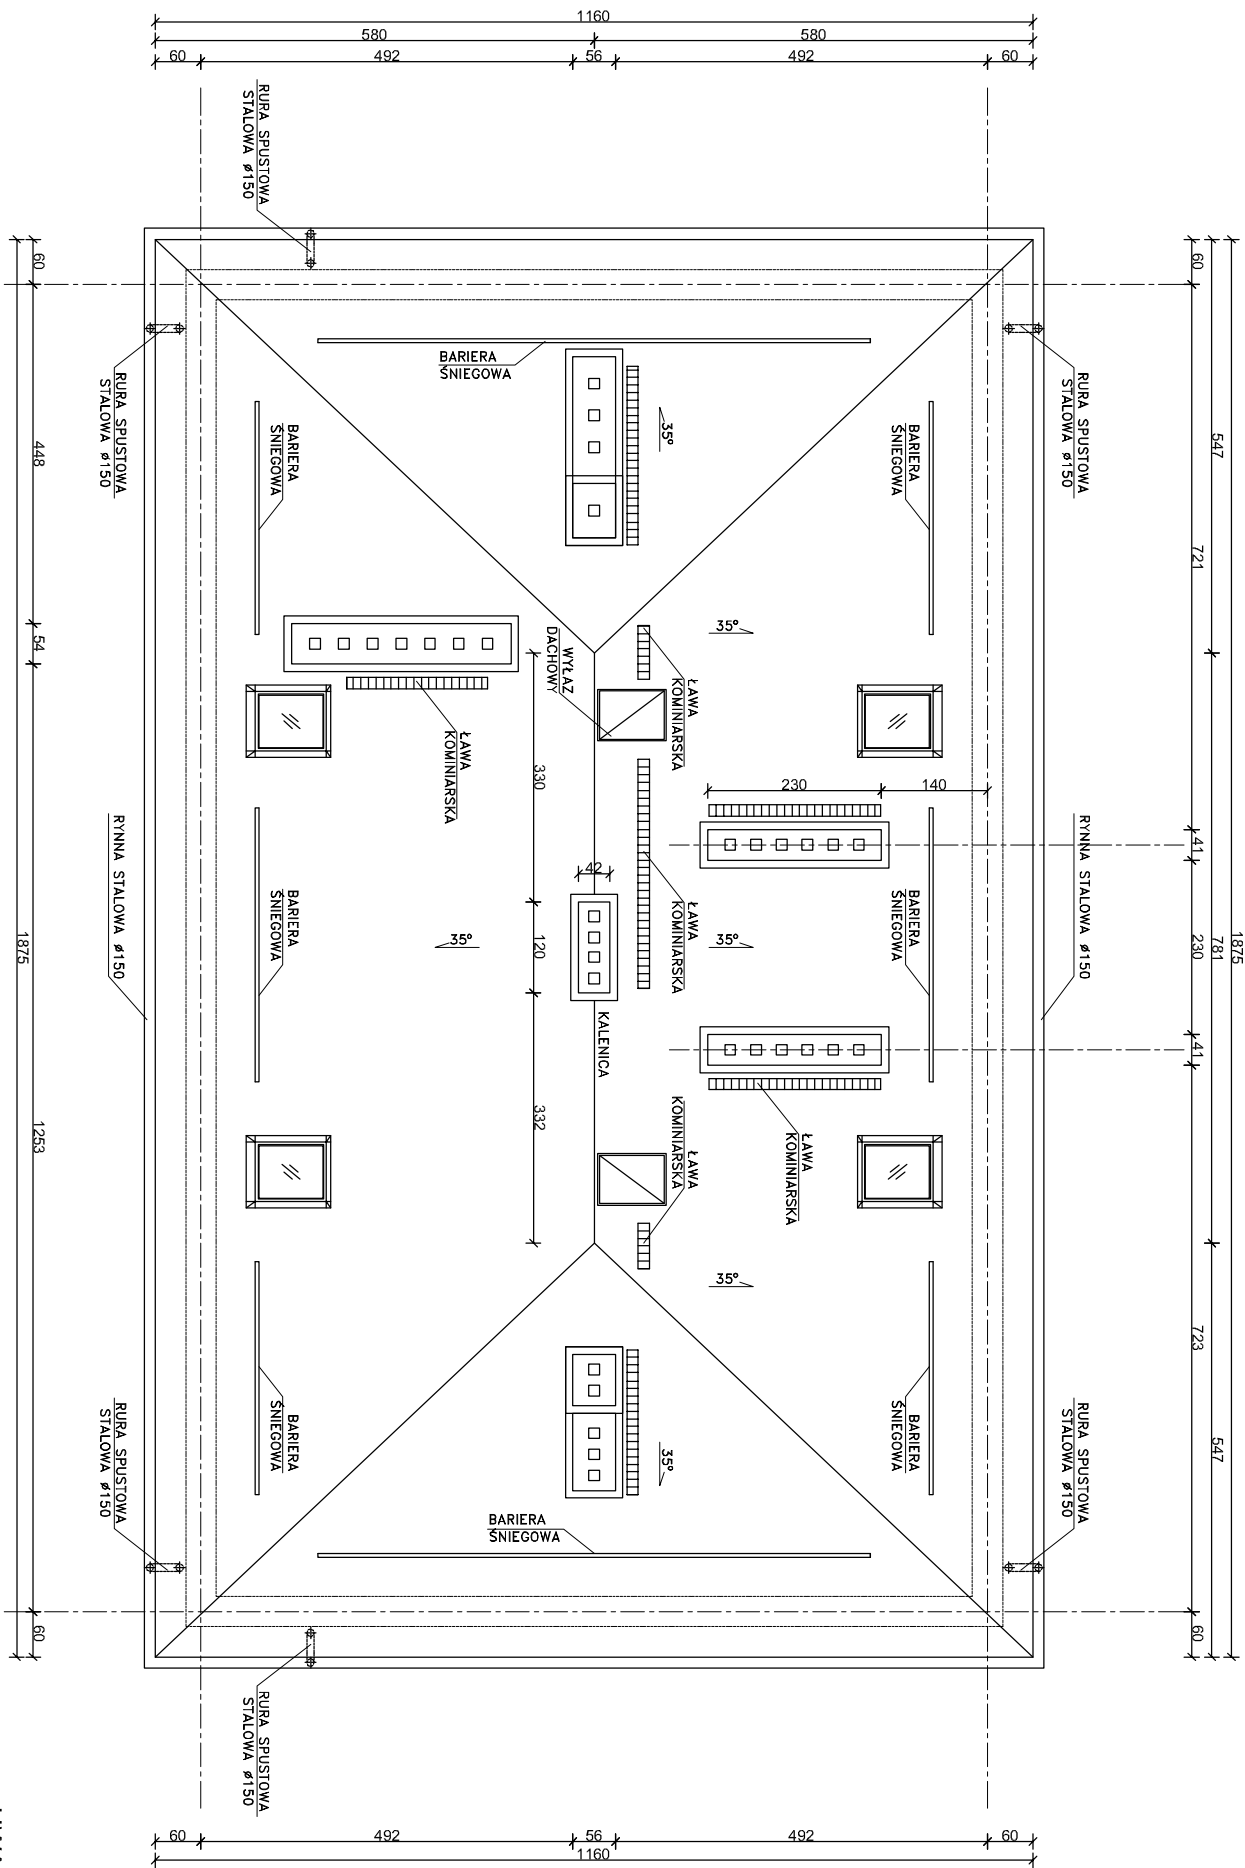 1160
580
580
60
492
56
492
60
RURA SPUSTOWA
STALOWA ø150
RURA SPUSTOWA
STALOWA ø150
RURA SPUSTOWA
STALOWA ø150
60
448
54
1253
60
1875
60
721
41
230
41
723
60
547
781
547
1875
BARIERA
ŚNIEGOWA
BARIERA
ŚNIEGOWA
BARIERA
ŚNIEGOWA
35°
35°
WYŁAZ
DACHOWY
ŁAWA
KOMINIARSKA
ŁAWA
KOMINIARSKA
330
230
140
RYNNA STALOWA ø150
RYNNA STALOWA ø150
42
BARIERA
ŚNIEGOWA
35°
120
ŁAWA
KOMINIARSKA
35°
BARIERA
ŚNIEGOWA
KALENICA
332
ŁAWA
KOMINIARSKA
ŁAWA
KOMINIARSKA
35°
BARIERA
ŚNIEGOWA
35°
BARIERA
ŚNIEGOWA
BARIERA
ŚNIEGOWA
RURA SPUSTOWA
STALOWA ø150
RURA SPUSTOWA
STALOWA ø150
RURA SPUSTOWA
STALOWA ø150
60
492
56
492
60
1160